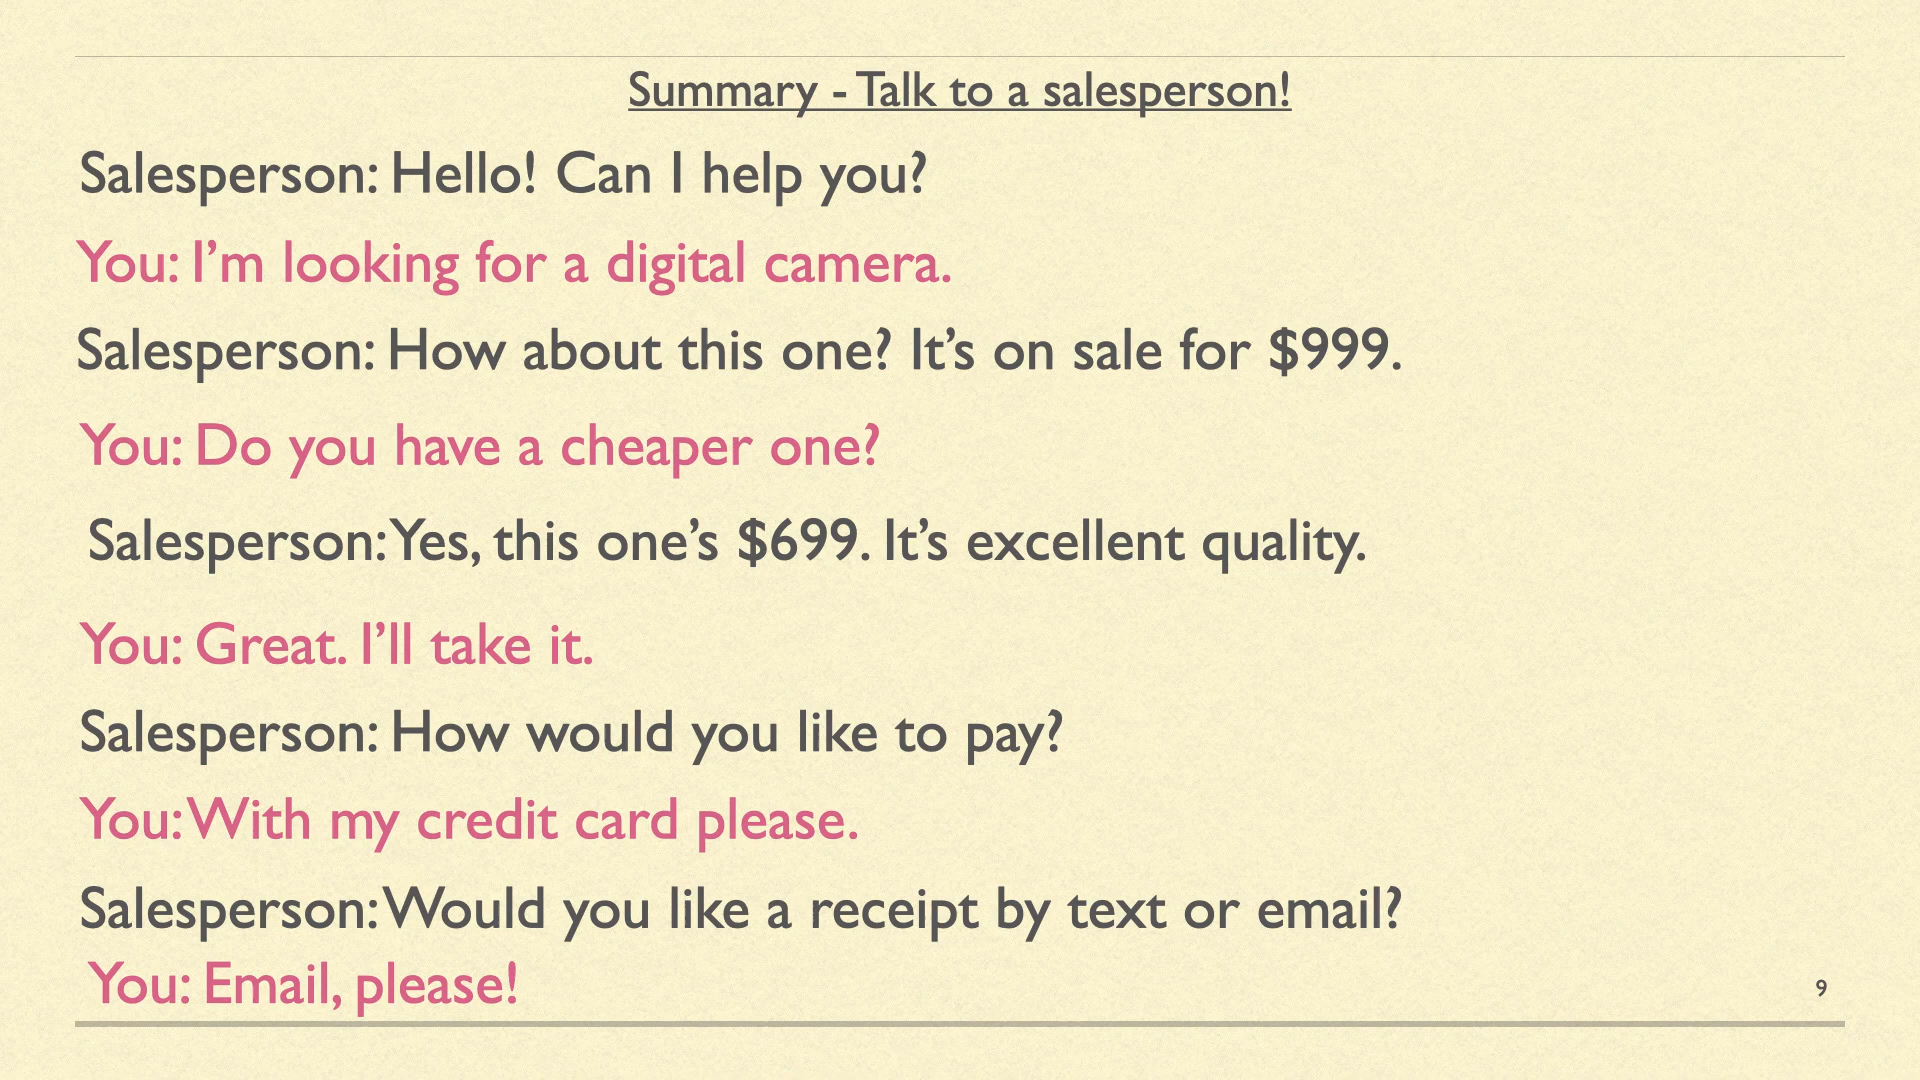 Summary - Talk to a salesperson!
Salesperson: Hello! Can I help you?
You: I’m looking for a digital camera.
Salesperson: How about this one? It’s on sale for $999.
You: Do you have a cheaper one?
Salesperson: Yes, this one’s $699. It’s excellent quality.
You: Great. I’ll take it.
Salesperson: How would you like to pay?
You: With my credit card please.
Salesperson: Would you like a receipt by text or email?
You: Email, please!
9